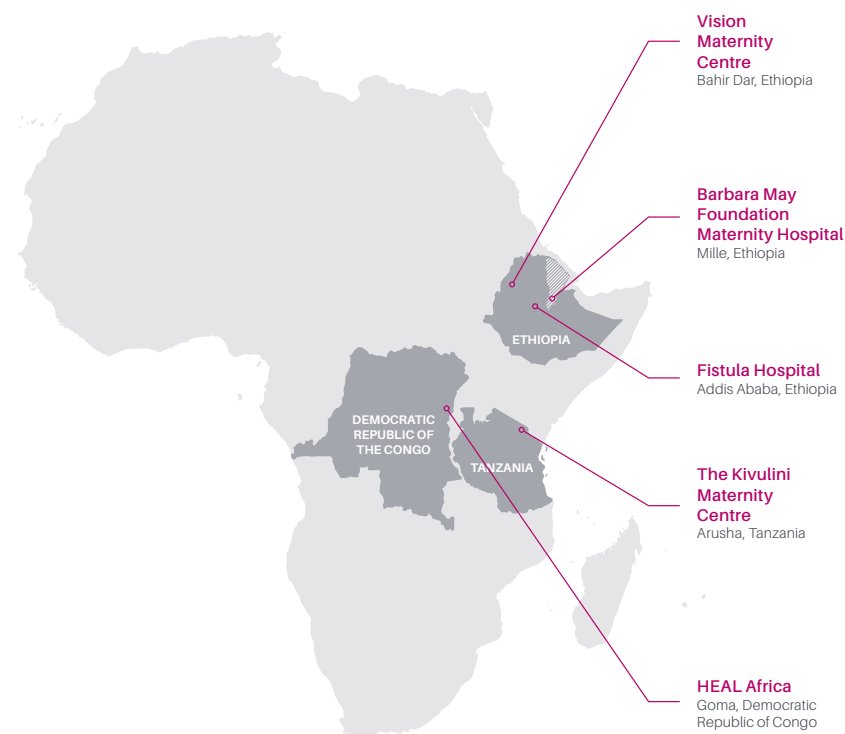 Vision
Maternity
Centre
Bahir Dar, Ethiopia
Barbara May
Foundation
Maternity Hospital
Mille, Ethiopia
ETHIOPIA
Fistula Hospital
Addis Ababa, Ethiopia
DEMOCRATIC
REPUBLIC OF
THE CONGO
TANZANIA
The Kivulini
Maternity
Centre
Arusha, Tanzania
HEAL Africa
Goma, Democratic
Republic of Congo